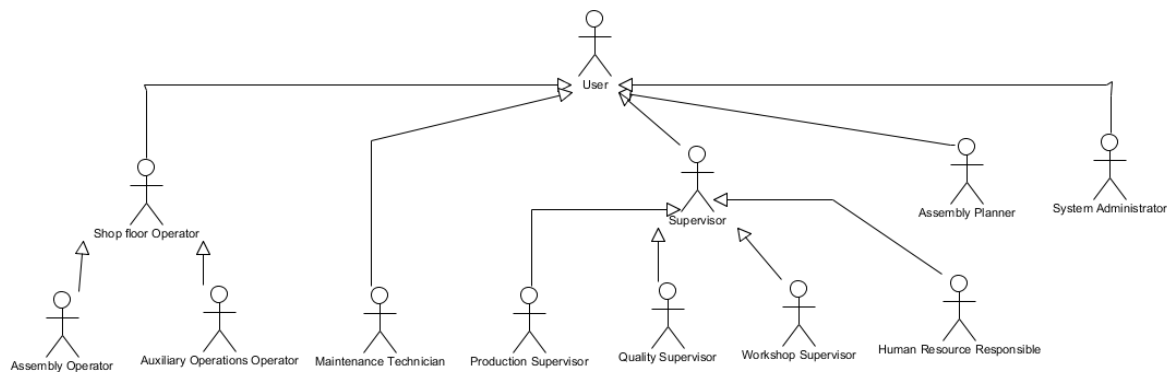 User
Assembly Planner
System Administrator
Supervisor
Shop floor Operator
Assembly Operator
Auxiliary Operations Operator
Maintenance Technician
Production Supervisor
Quality Supervisor
Workshop Supervisor
Human Resource Responsible